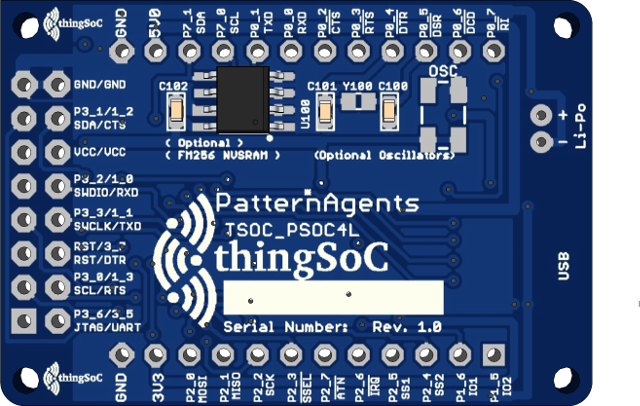 thingSoC
GND
5V0
P7_1 SDA
P7_0 SCL
P0_1 TXD
P0_0 RXD
P0_2 CTS
P0_3 RTS
P0_4 DTR
P0_5 DSR
P0_6 DCD
P0_7 RI
GND/GND
P3_1/1_2
SDA/CTS
VCC/VCC
P3_2/1_0
SWDIO/RXD
P3_3/1_1
SWCLK/TXD
RST/3_7
RST/DTR
P3_0/1_3
SCL/RTS
P3_6/3_5
JTAG/UART
C102
U100
C101
Y100
C100
OSC
( Optional )
( FM256 NVSRAM )
(Optional Oscillators)
+
-
Li-Po
USB
PatternAgents
TSOC_PSOC4L
thingSoC
Serial Number: Rev. 1.0
thingSoC
GND
3V3
P2_0 MOSI
P2_1 MISO
P2_2 SCK
P2_3 SSEL
P2_7 ATN
P2_6 IRQ
P2_5 SS1
P2_4 SS2
P1_6 IO1
P1_5 IO2